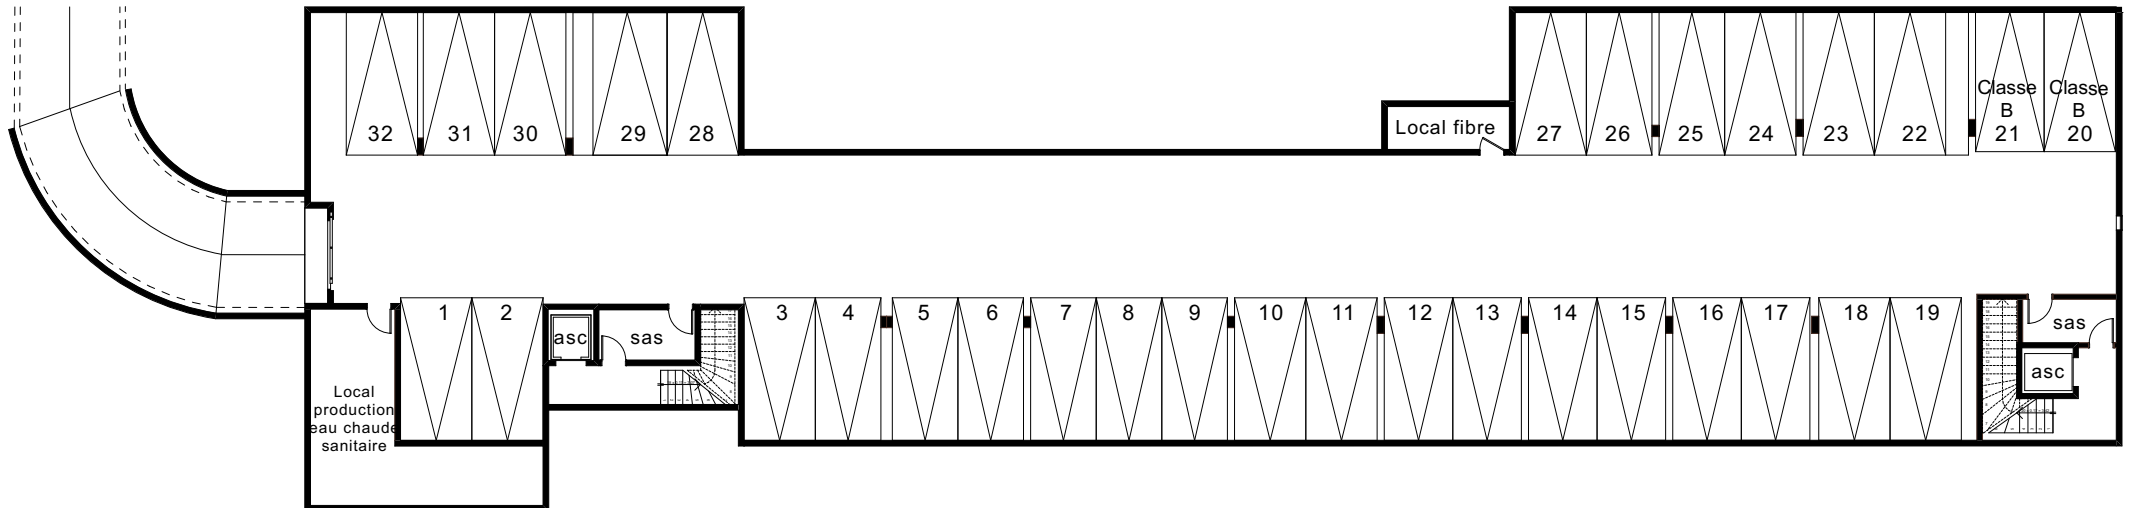 32 31 30 29 28
Local fibre
27 26 25 24 23 22
Classe
B
21
Classe
B
20
1 2
asc
sas
3 4 5 6 7 8 9 10 11 12 13 14 15 16 17 18 19
sas
asc
Local
production
eau chaude
sanitaire